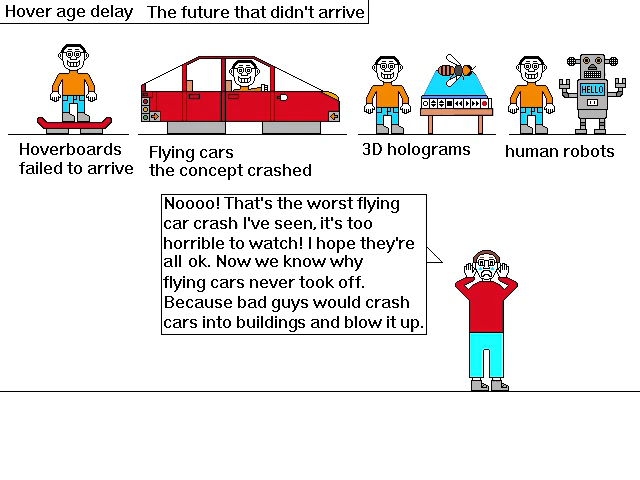 Hover age delay The future that didn't arrive
HELLO
Hoverboards
failed to arrive
Flying cars
the concept crashed
3D holograms
human robots
Noooo! That's the worst flying
car crash I've seen, it's too
horrible to watch! I hope they're
all ok. Now we know why
flying cars never took off.
Because bad guys would crash
cars into buildings and blow it up.